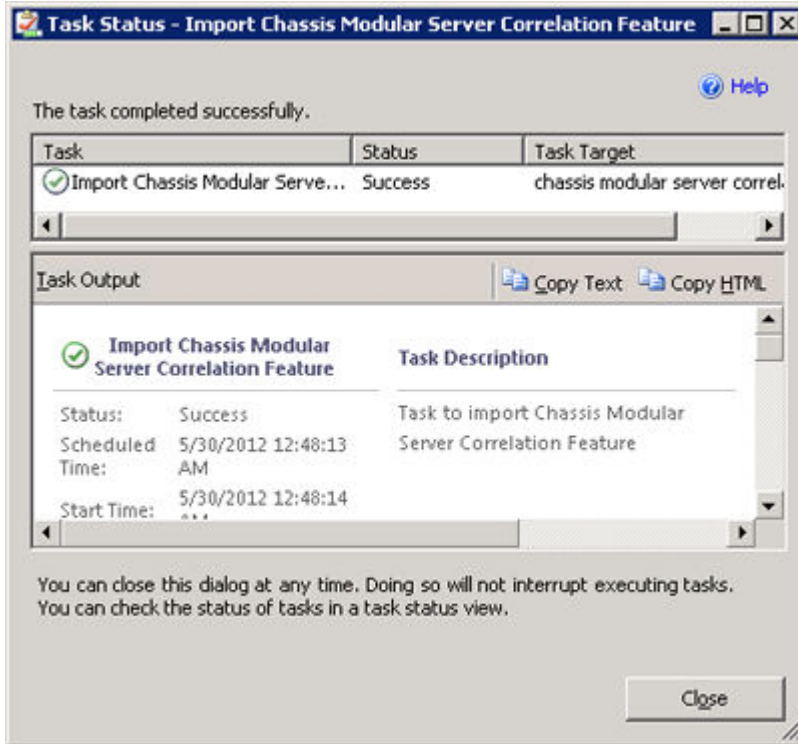 Task Status - Import Chassis Modular Server Correlation Feature
Help
The task completed successfully.
Task Status Task Target
Import Chassis Modular Serve... Success chassis modular server correl
Task Output Copy Text Copy HTML
Import Chassis Modular
Server Correlation Feature
Task Description
Status: Success
Scheduled Time: 5/30/2012 12:48:13 AM
Start Time: 5/30/2012 12:48:14
Task to import Chassis Modular
Server Correlation Feature
You can close this dialog at any time. Doing so will not interrupt executing tasks.
You can check the status of tasks in a task status view.
Close